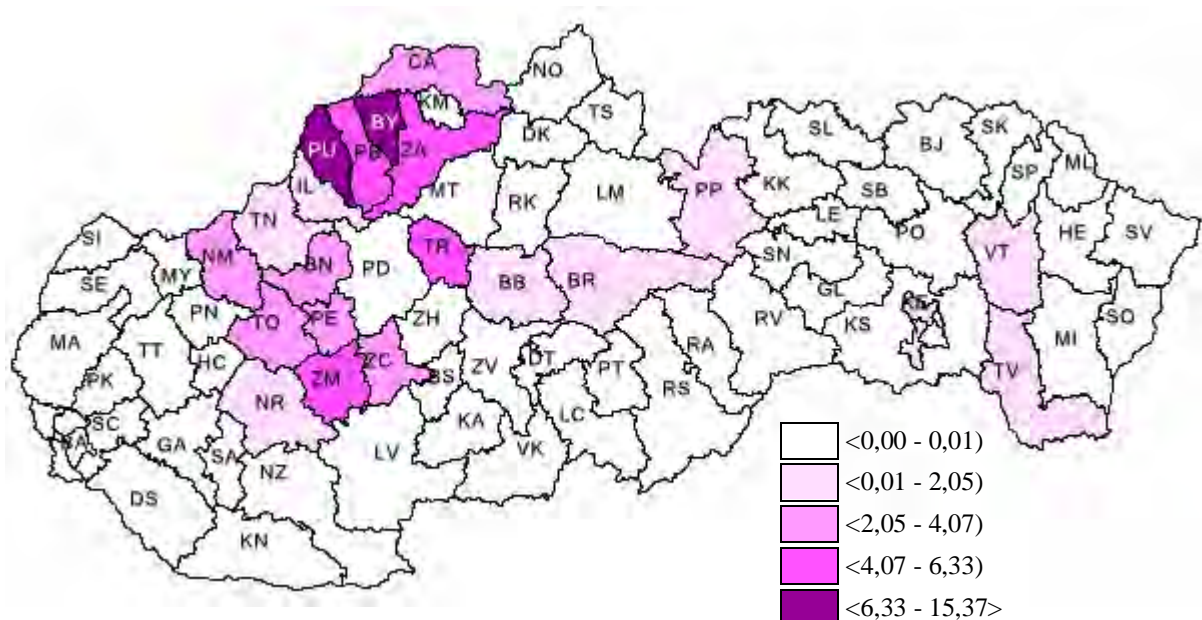 CA
NO
KM
TS
BY
PU
PB
ZA
DK
SL
BJ
SK
ML
SP
IL
MT
RK
LM
PP
KK
SB
LE
PO
HE
SV
TN
SI
NM
BN
PD
TR
SN
VT
SE
MY
BB
BR
GL
PN
TO
PE
ZH
RV
KS
SO
MA
TT
HC
ZM
ZC
BS
ZV
DT
PT
RA
MI
PK
NR
RS
TV
SC
GA
SA
NZ
LV
KA
LC
VK
DS
KN
<0,00 - 0,01)
<0,01 - 2,05)
<2,05 - 4,07)
<4,07 - 6,33)
<6,33 - 15,37>